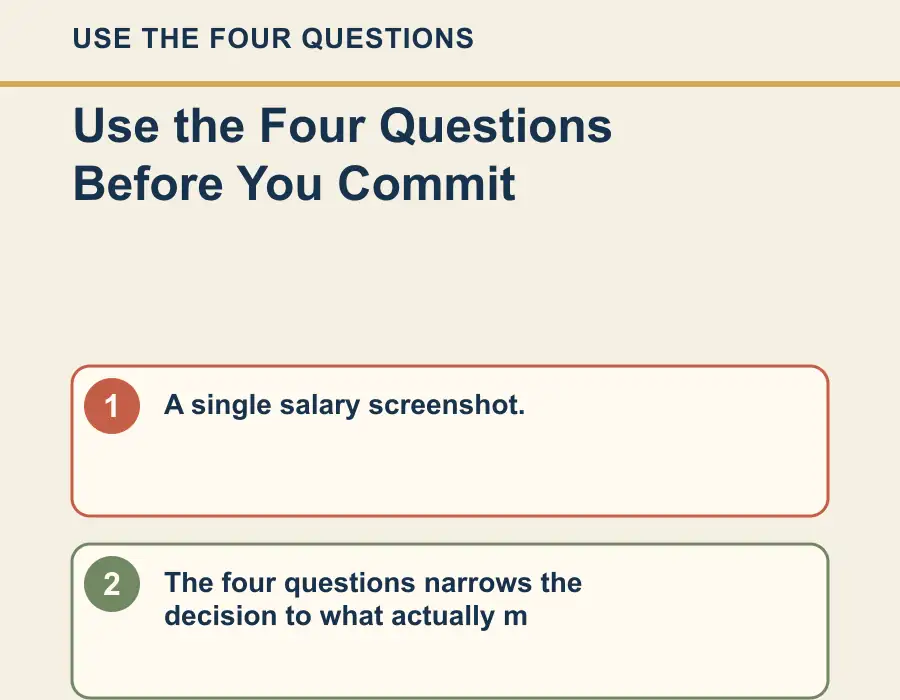 USE THE FOUR QUESTIONS
Use the Four Questions
Before You Commit
1
A single salary screenshot.
2
The four questions narrows the
decision to what actually m